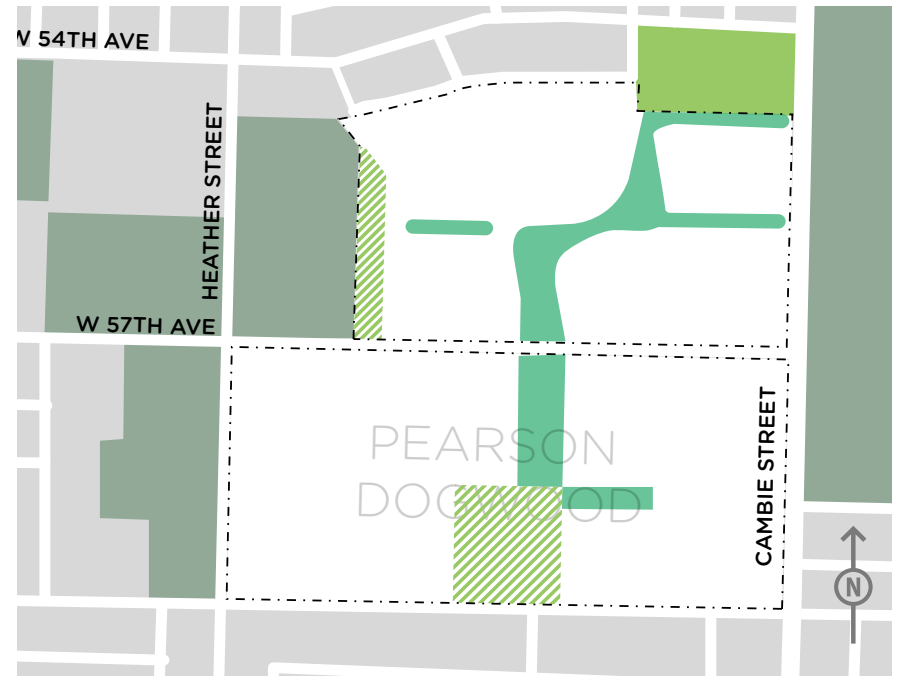 W 54TH AVE
HEATHER STREET
W 57TH AVE
PEARSON
DOGWOOD
CAMBIE STREET
N